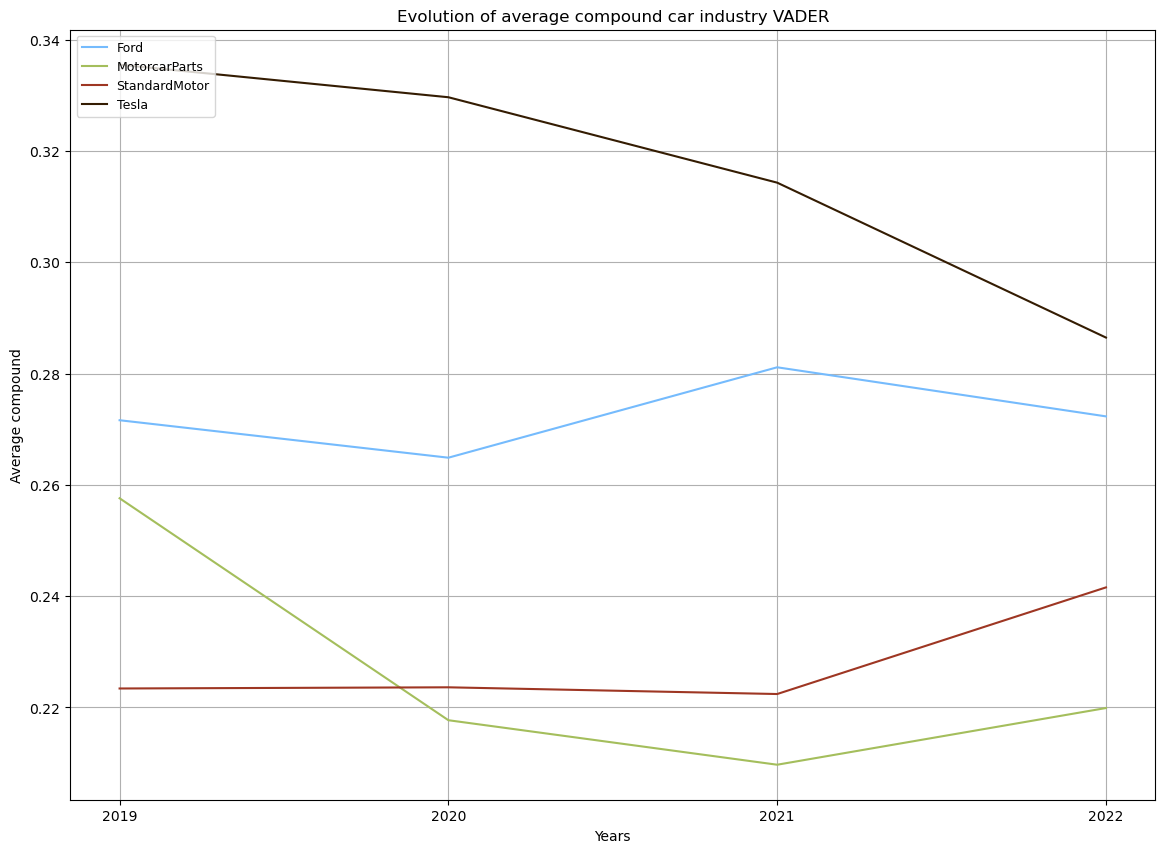 Evolution of average compound car industry VADER
Ford
MotorcarParts
StandardMotor
Tesla
0.34
0.32
0.30
0.28
0.26
0.24
0.22
Average compound
2019 2020 2021 2022
Years